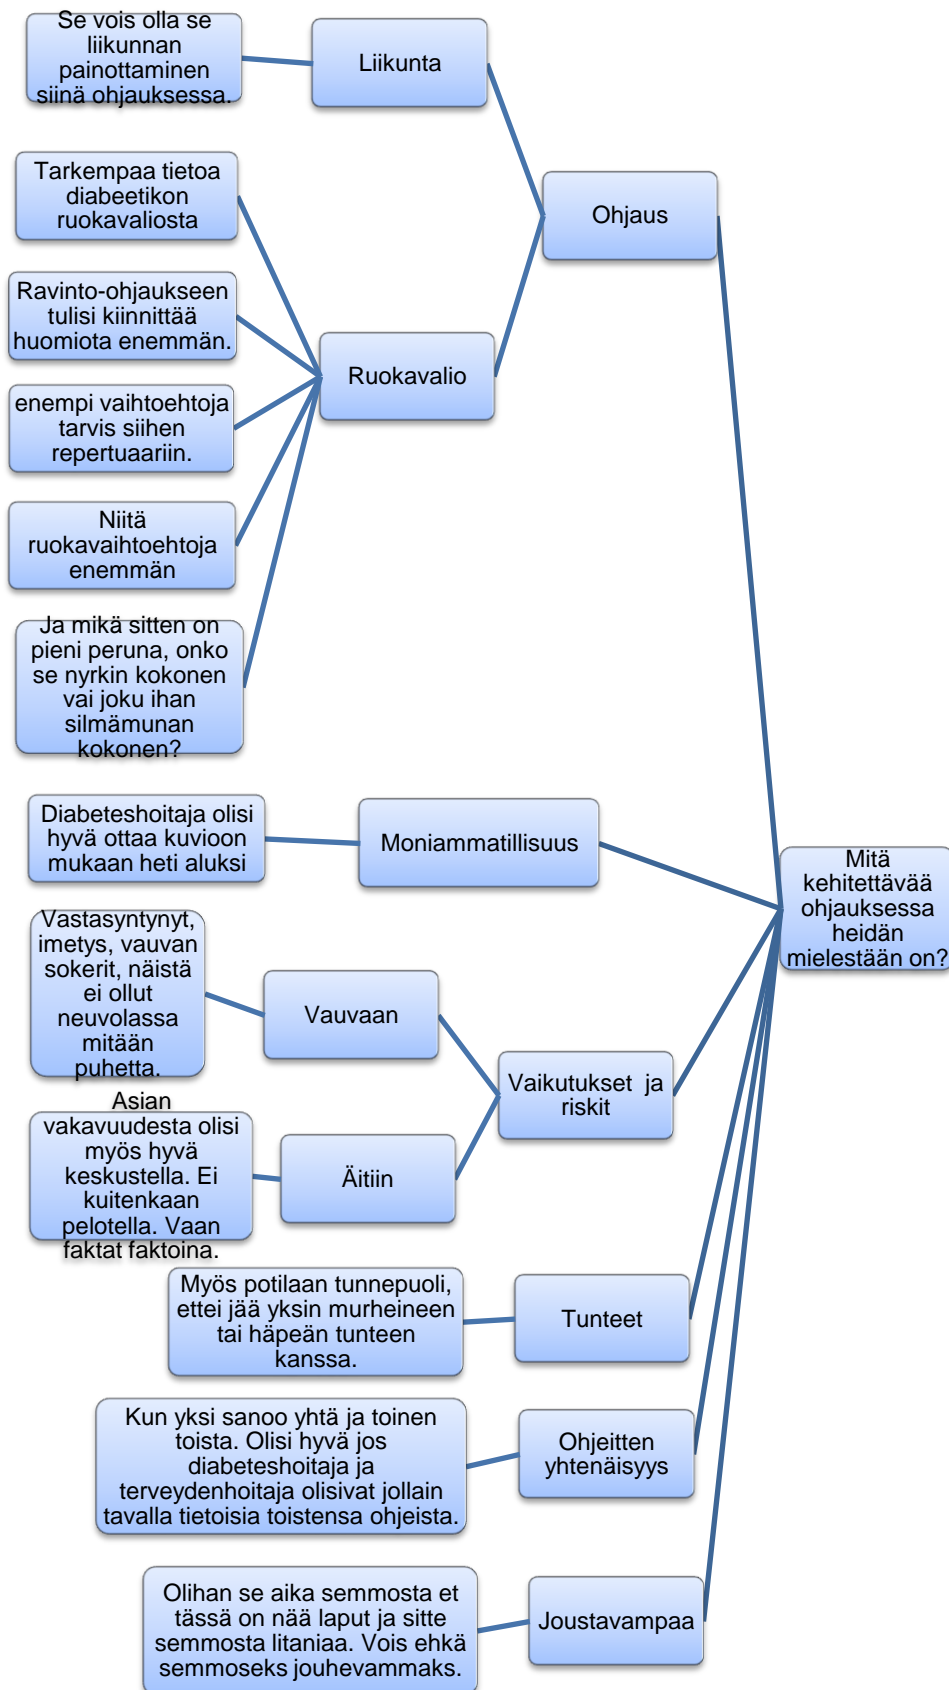 Se vois olla se
liikunnan
painottaminen
siinä ohjauksessa.
Liikunta
Tarkempaa tietoa
diabeetikon
ruokavaliosta
Ohjaus
Ravinto-ohjaukseen
tulisi kiinnittää
huomiota enemmän.
Ruokavalio
enempi vaihtoehtoja
tarvis siihen
repertuaariin.
Niitä
ruokavaihtoehtoja
enemmän
Ja mikä sitten on
pieni peruna, onko
se nyrkin kokonen
vai joku ihan
silmämunan
kokonen?
Diabeteshoitaja olisi
hyvä ottaa kuvioon
mukaan heti aluksi
Moniammatillisuus
Mitä
kehitettävää
ohjauksessa
heidän
mielestään on?
Vastasyntynyt,
imetys, vauvan
sokerit, näistä
ei ollut
neuvolassa
mitään
puhetta.
Vauvaan
Vaikutukset ja
riskit
Asian
vakavuudesta olisi
myös hyvä
keskustella. Ei
kuitenkaan
pelotella. Vaan
faktat faktoina.
Äitiin
Myös potilaan tunnepuoli,
ettei jää yksin murheineen
tai häpeän tunteen
kanssa.
Tunteet
Kun yksi sanoo yhtä ja toinen
toista. Olisi hyvä jos
diabeteshoitaja ja
terveydenhoitaja olisivat jollain
tavalla tietoisia toistensa ohjeista.
Ohjeitten
yhtenäisyys
Olihan se aika semmosta et
tässä on nää laput ja sitte
semmosta litaniaa. Vois ehkä
semmoseks jouhevammaks.
Joustavampaa